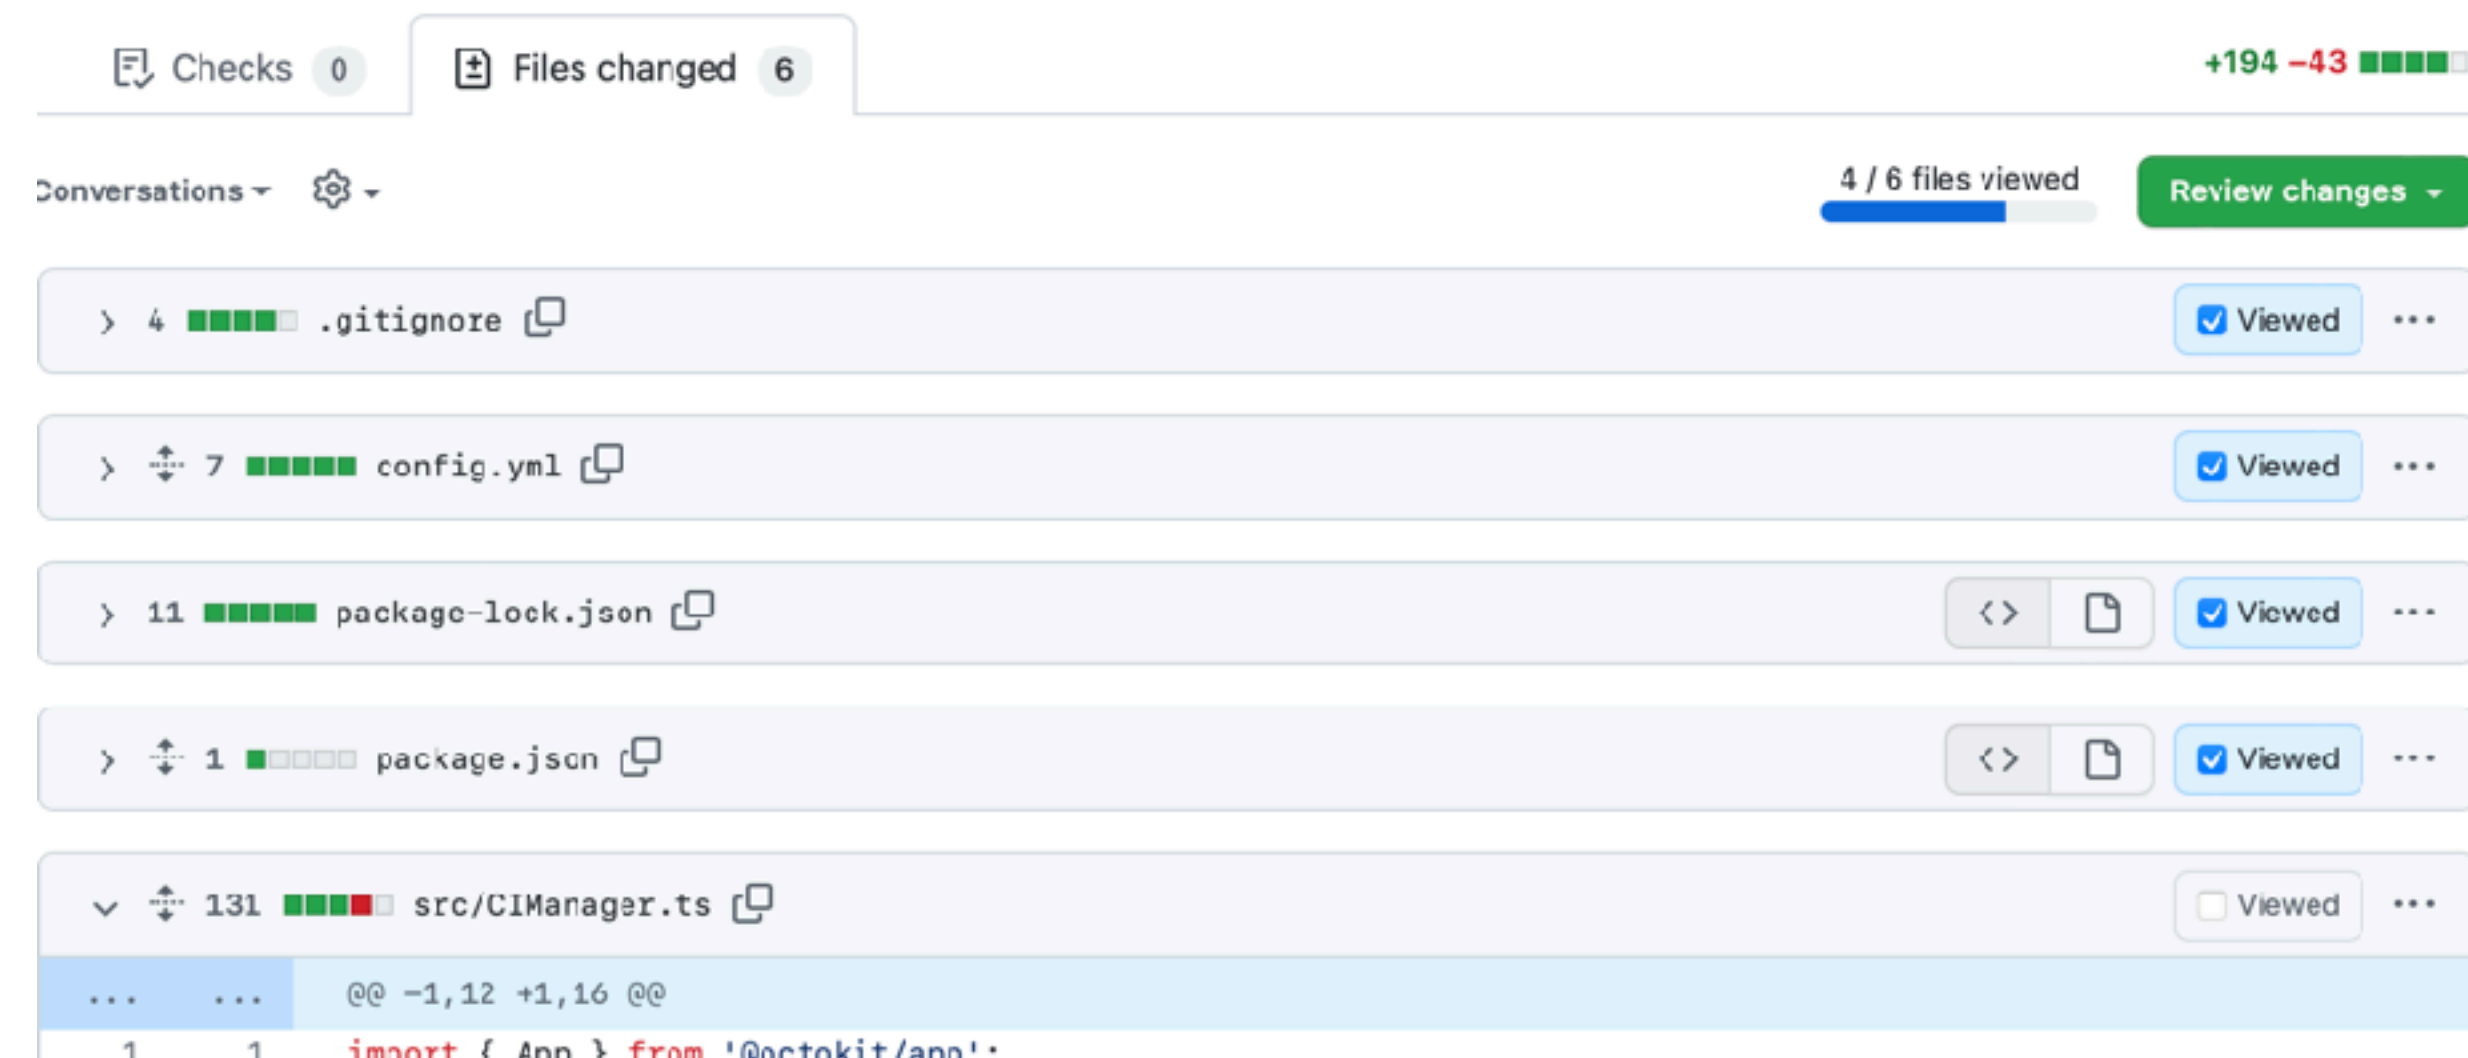 Checks 0 Files changed 6 +194 −43
Conversations 4 / 6 files viewed Review changes
4 .gitignore Viewed ...
7 config.yml Viewed ...
11 package-lock.json <> Viewed ...
1 package.json <> Viewed ...
131 src/CIManager.ts Viewed ...
... ... @@ −1,12 +1,16 @@
1 1 import { App } from '@octokit/app';